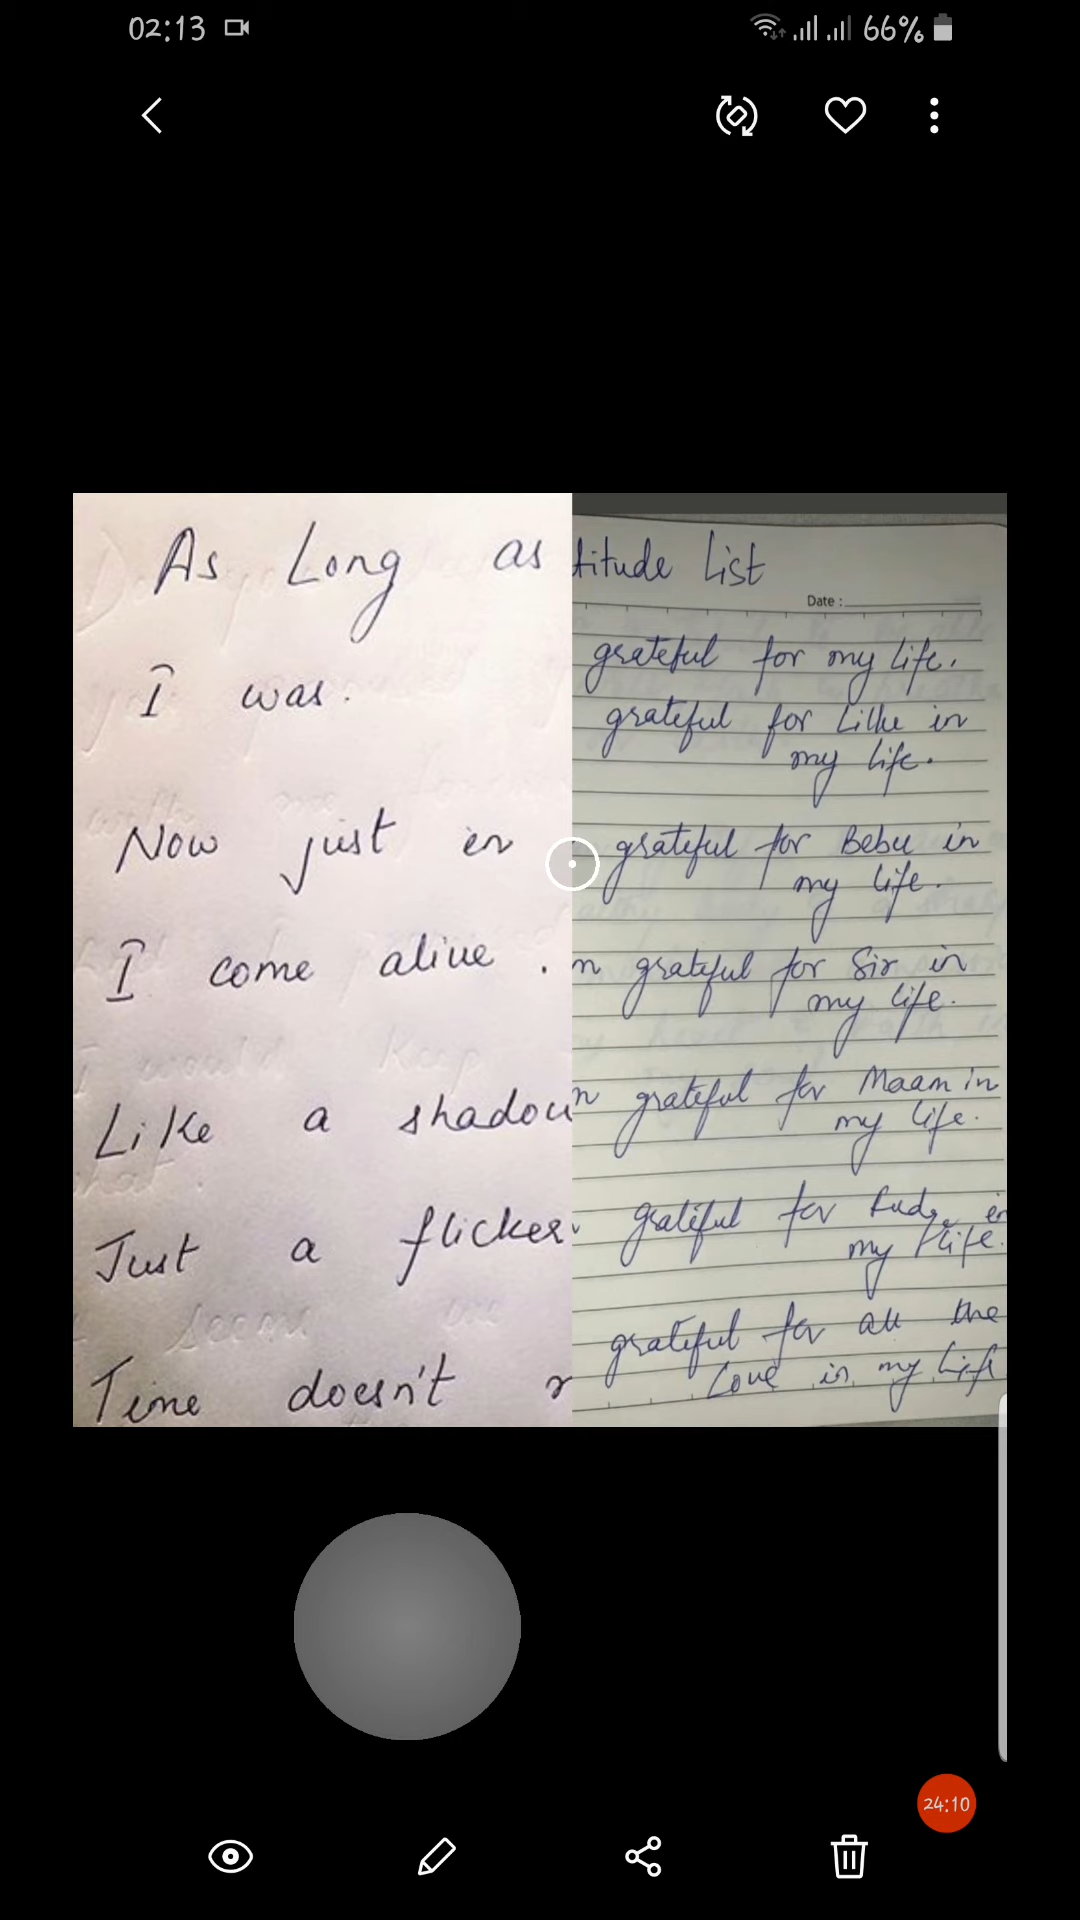 02:13
66%
As Long as
I was.
Now just in
I come alive.
Like a shadow
Just a flicker
Time doesn't
titude List
Date :
grateful for my life.
grateful for Lillu in
my life.
grateful for Bebu in
my life.
n grateful for Sir in
my life.
n grateful for Maam in
my life.
grateful for in
my life.
grateful for all the
Love in my Life
24:10